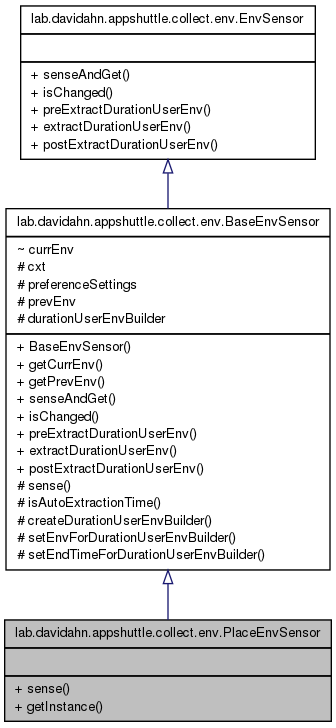 lab.davidahn.appshuttle.collect.env.EnvSensor
+ senseAndGet()
+ isChanged()
+ preExtractDurationUserEnv()
+ extractDurationUserEnv()
+ postExtractDurationUserEnv()
lab.davidahn.appshuttle.collect.env.BaseEnvSensor
~ currEnv
# cxt
# preferenceSettings
# prevEnv
# durationUserEnvBuilder
+ BaseEnvSensor()
+ getCurrEnv()
+ getPrevEnv()
+ senseAndGet()
+ isChanged()
+ preExtractDurationUserEnv()
+ extractDurationUserEnv()
+ postExtractDurationUserEnv()
# sense()
# isAutoExtractionTime()
# createDurationUserEnvBuilder()
# setEnvForDurationUserEnvBuilder()
# setEndTimeForDurationUserEnvBuilder()
lab.davidahn.appshuttle.collect.env.PlaceEnvSensor
+ sense()
+ getInstance()